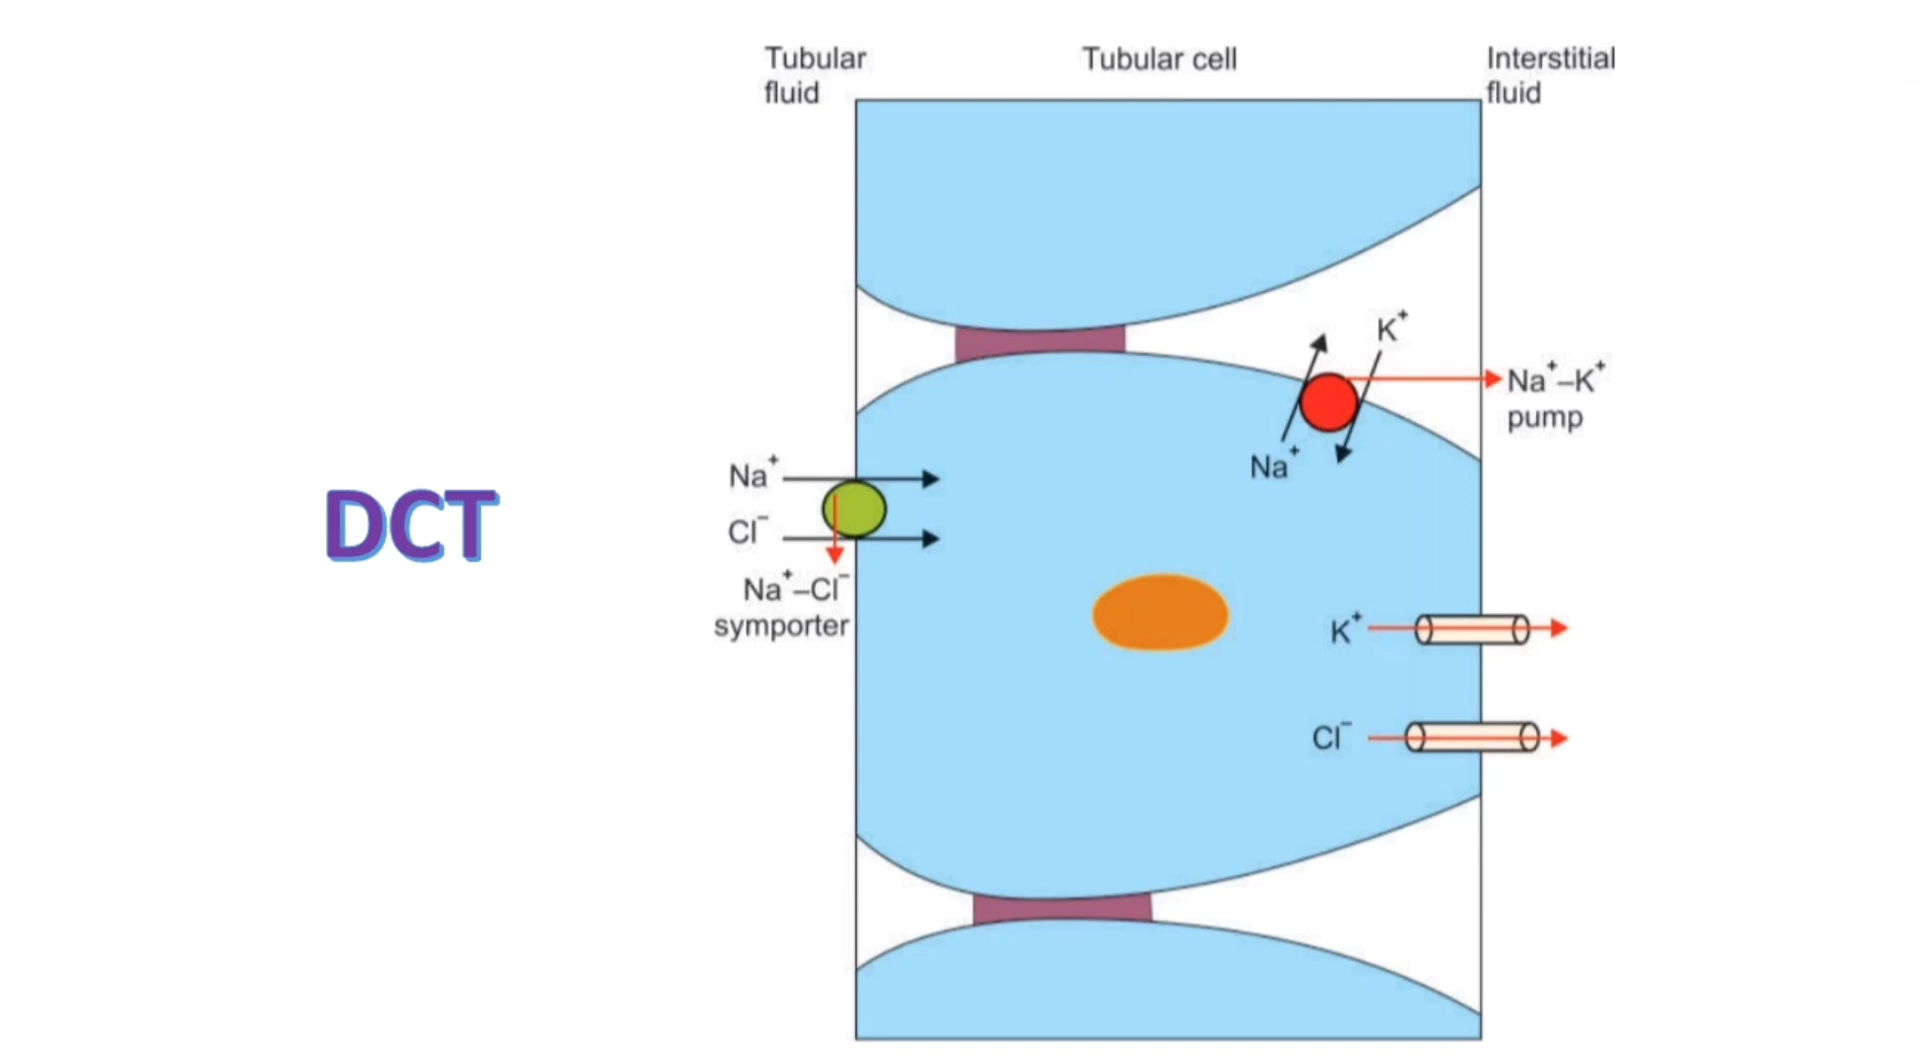 Tubular
fluid
Tubular cell
Interstitial
fluid
K⁺
Na⁺–K⁺
pump
Na⁺
Na⁺
Cl⁻
Na⁺–Cl⁻
symporter
DCT
K⁺
Cl⁻